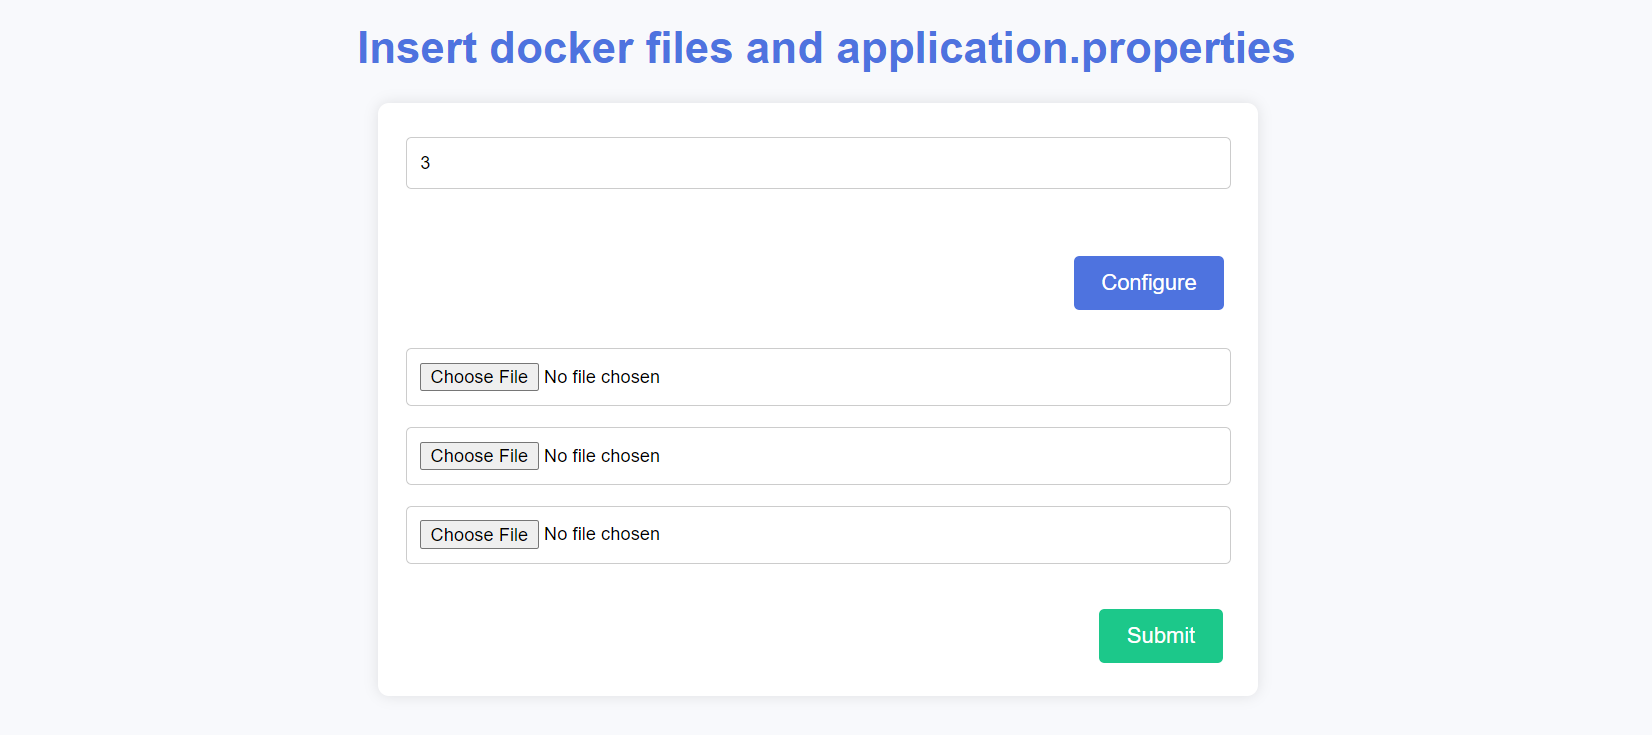 Insert docker files and application.properties
3
Configure
Choose File No file chosen
Choose File No file chosen
Choose File No file chosen
Submit